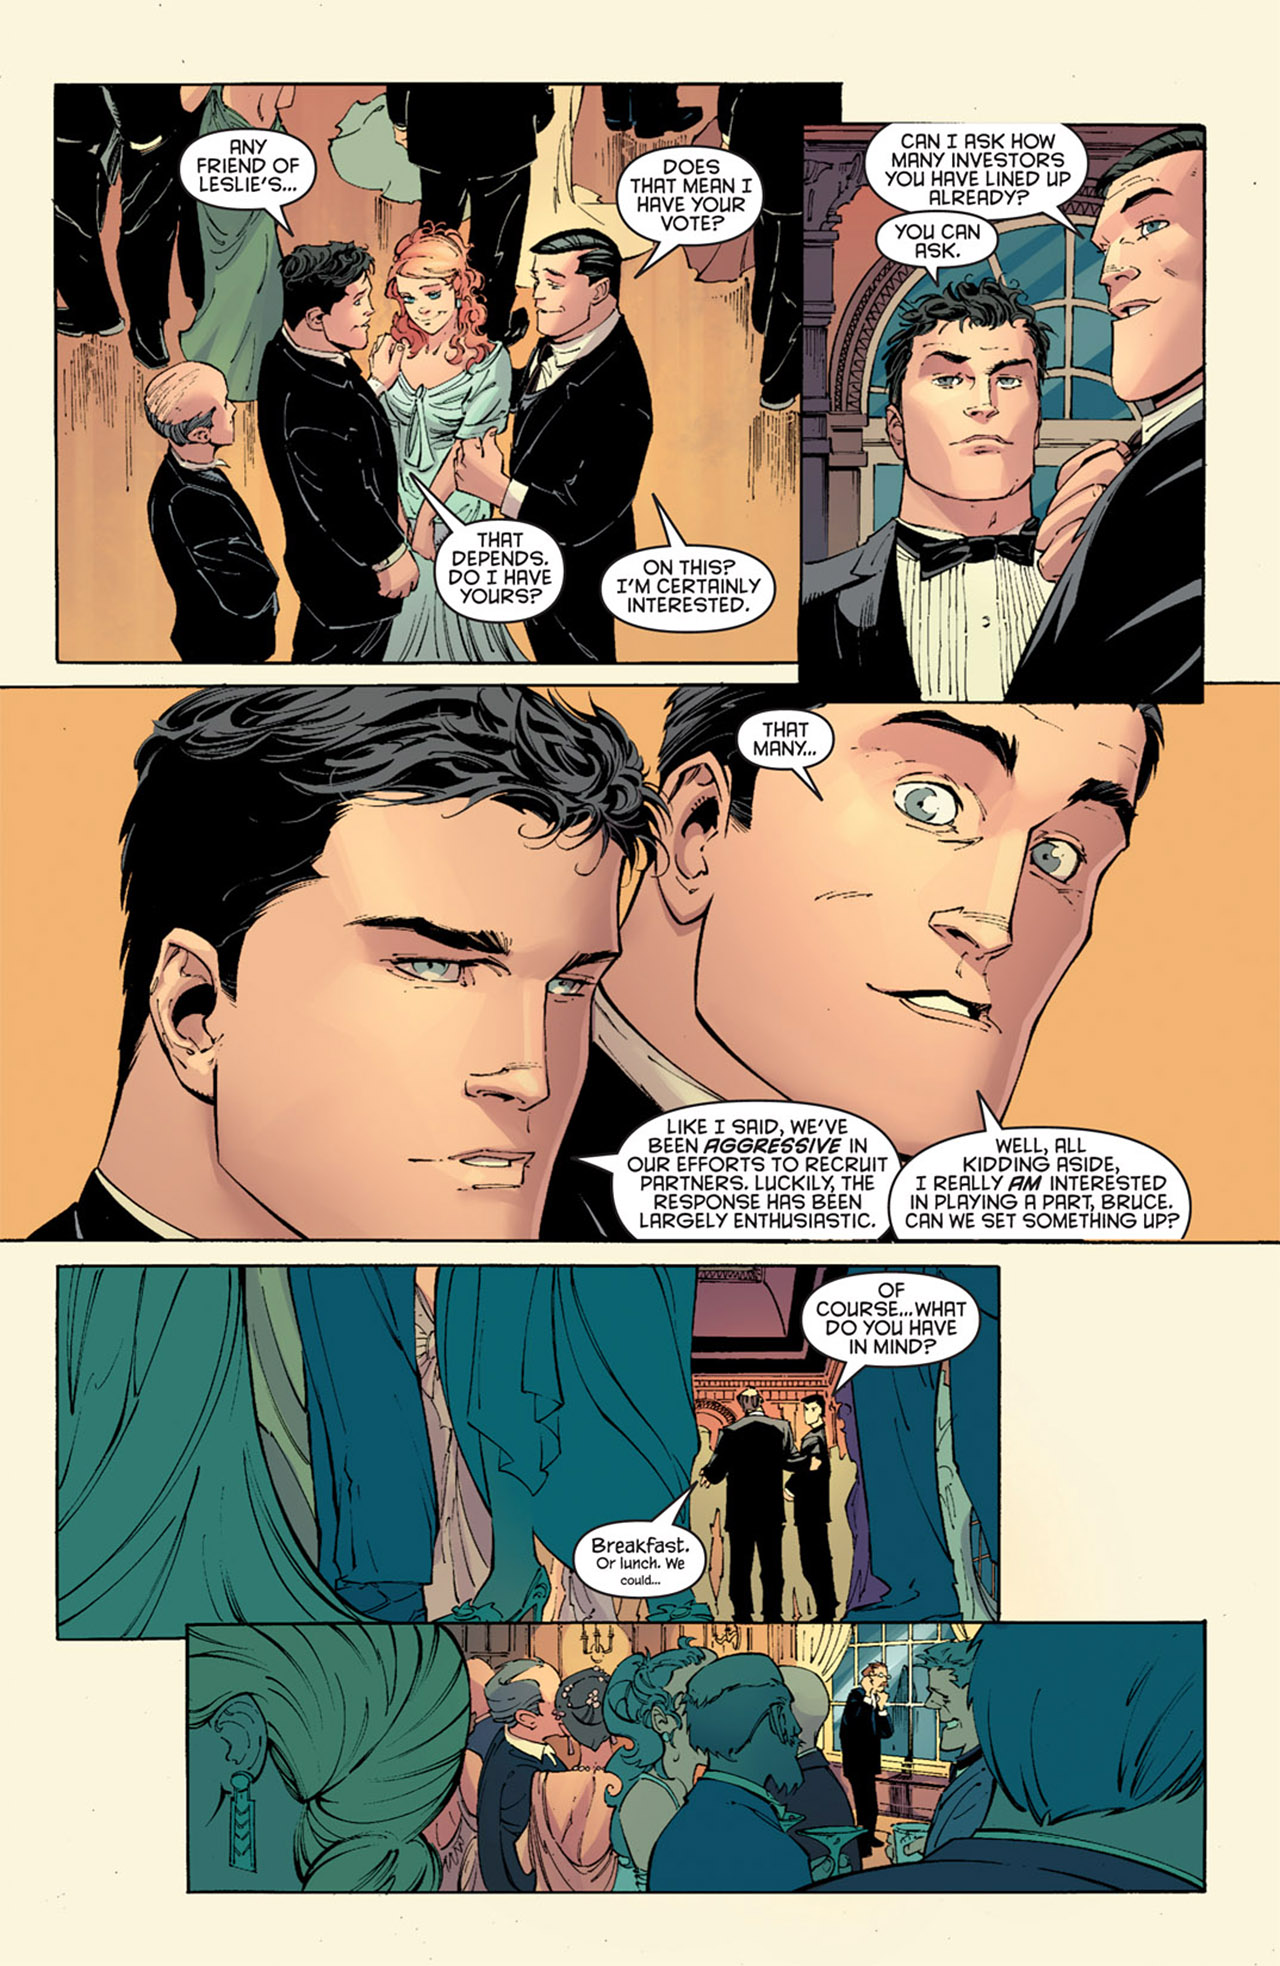 ANY
FRIEND OF
LESLIE'S...
DOES
THAT MEAN I
HAVE YOUR
VOTE?
THAT
DEPENDS.
DO I HAVE
YOURS?
ON THIS?
I'M CERTAINLY
INTERESTED.
CAN I ASK HOW
MANY INVESTORS
YOU HAVE LINED UP
ALREADY?
YOU CAN
ASK.
THAT
MANY...
LIKE I SAID, WE'VE
BEEN AGGRESSIVE IN
OUR EFFORTS TO RECRUIT
PARTNERS. LUCKILY, THE
RESPONSE HAS BEEN
LARGELY ENTHUSIASTIC.
WELL, ALL
KIDDING ASIDE,
I REALLY AM INTERESTED
IN PLAYING A PART, BRUCE.
CAN WE SET SOMETHING UP?
OF
COURSE...WHAT
DO YOU HAVE
IN MIND?
Breakfast.
Or lunch. We
could...